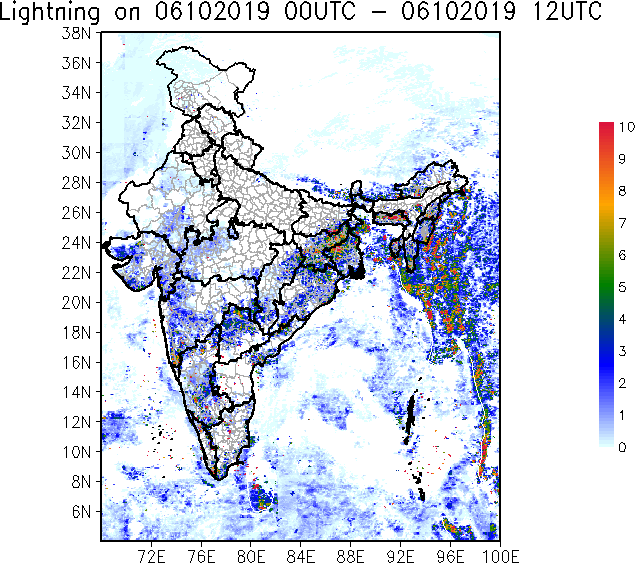 Lightning on 06102019 00UTC – 06102019 12UTC
38N
36N
34N
32N
30N
28N
26N
24N
22N
20N
18N
16N
14N
12N
10N
8N
6N
72E 76E 80E 84E 88E 92E 96E 100E
10
9
8
7
6
5
4
3
2
1
0